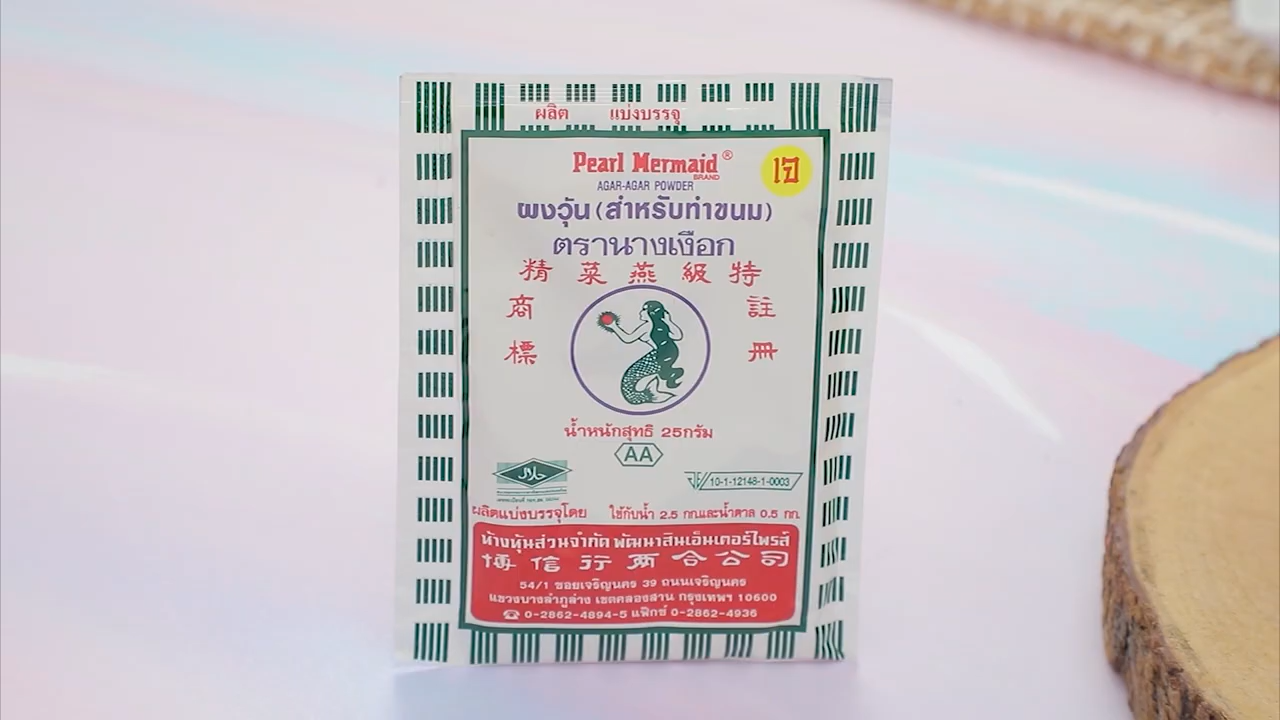 ผลิต แบ่งบรรจุ
Pearl Mermaid®
BRAND
เจ
AGAR-AGAR POWDER
ผงวุ้น (สำหรับทำขนม)
ตรานางเงือก
精菜燕級特
商 註
標 冊
น้ำหนักสุทธิ 25กรัม
AA
حلال
10-1-12148-1-0003
ผลิตแบ่งบรรจุโดย ใช้กับน้ำ 2.5 กก.และน้ำตาล 0.5 กก.
ห้างหุ้นส่วนจำกัด พัฒนาสินเอ็นเตอร์ไพรส์
博信行兩合公司
54/1 ซอยเจริญนคร 39 ถนนเจริญนคร
แขวงบางลำภูล่าง เขตคลองสาน กรุงเทพฯ 10600
☎ 0-2862-4894-5 แฟ็กซ์ 0-2862-4936